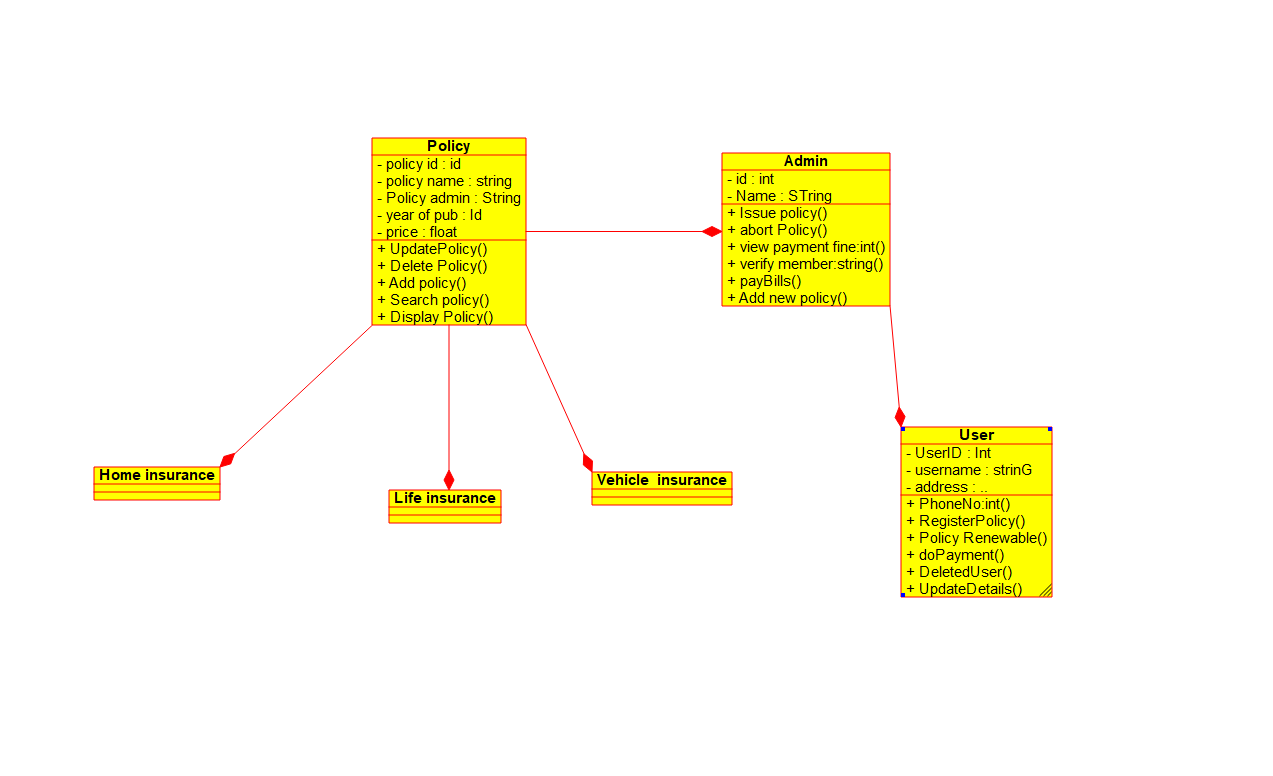 Policy
- policy id : id
- policy name : string
- Policy admin : String
- year of pub : Id
- price : float
+ UpdatePolicy()
+ Delete Policy()
+ Add policy()
+ Search policy()
+ Display Policy()
Admin
- id : int
- Name : STring
+ Issue policy()
+ abort Policy()
+ view payment fine:int()
+ verify member:string()
+ payBills()
+ Add new policy()
Home insurance
Life insurance
Vehicle  insurance
User
- UserID : Int
- username : strinG
- address : ..
+ PhoneNo:int()
+ RegisterPolicy()
+ Policy Renewable()
+ doPayment()
+ DeletedUser()
+ UpdateDetails()